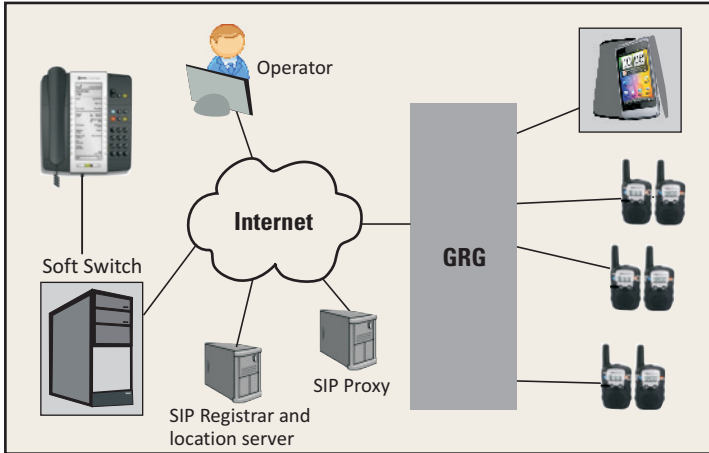 Operator
Internet
GRG
Soft Switch
SIP Proxy
SIP Registrar and
location server